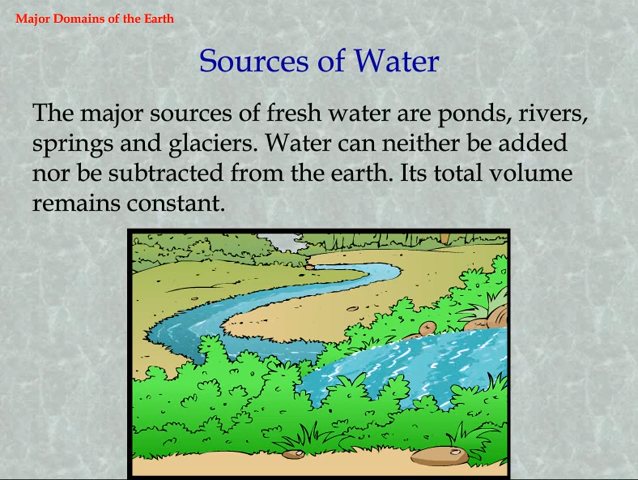 Major Domains of the Earth
Sources of Water
The major sources of fresh water are ponds, rivers,
springs and glaciers. Water can neither be added
nor be subtracted from the earth. Its total volume
remains constant.